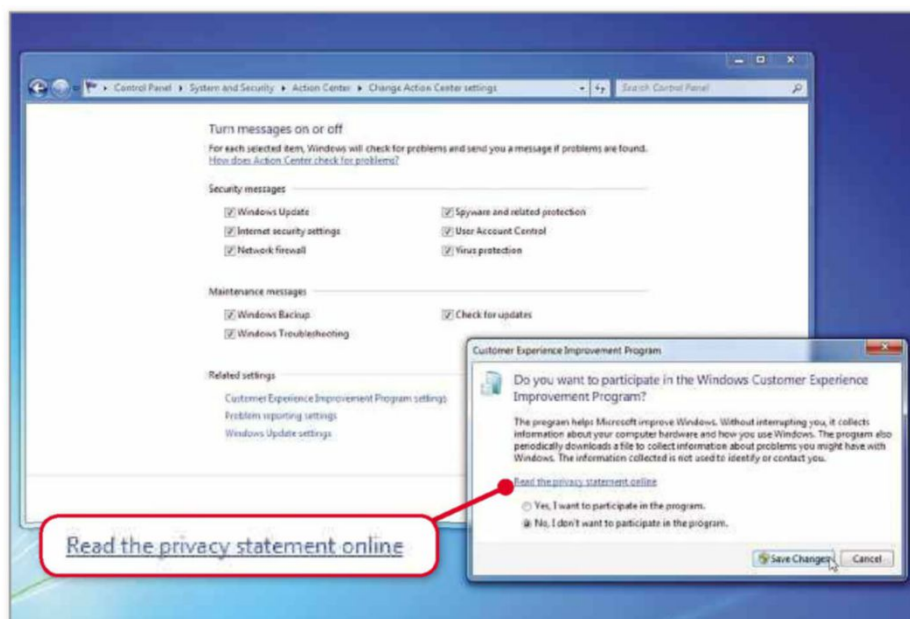 Control Panel ▸ System and Security ▸ Action Center ▸ Change Action Center settings
Search Control Panel
Turn messages on or off
For each selected item, Windows will check for problems and send you a message if problems are found.
How does Action Center check for problems?
Security messages
Windows Update
Spyware and related protection
Internet security settings
User Account Control
Network firewall
Virus protection
Maintenance messages
Windows Backup
Check for updates
Windows Troubleshooting
Related settings
Customer Experience Improvement Program settings
Problem reporting settings
Windows Update settings
Customer Experience Improvement Program
Do you want to participate in the Windows Customer Experience
Improvement Program?
The program helps Microsoft improve Windows. Without interrupting you, it collects
information about your computer hardware and how you use Windows. The program also
periodically downloads a file to collect information about problems you might have with
Windows. The information collected is not used to identify or contact you.
Read the privacy statement online
Yes, I want to participate in the program.
No, I don't want to participate in the program.
Save Changes
Cancel
Read the privacy statement online